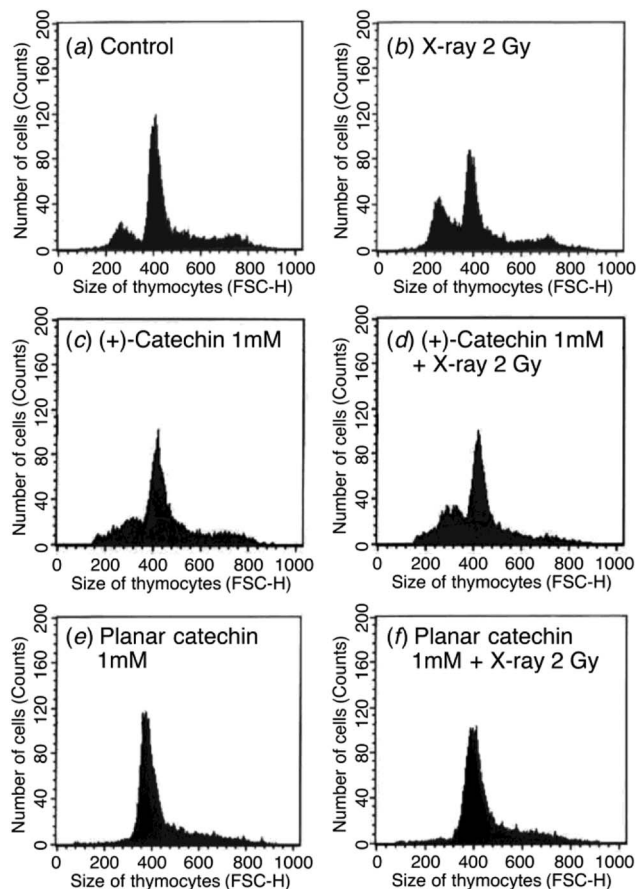 (a) Control
Number of cells (Counts)
200
160
120
80
40
0
0 200 400 600 800 1000
Size of thymocytes (FSC-H)
(b) X-ray 2 Gy
Number of cells (Counts)
200
160
120
80
40
0
0 200 400 600 800 1000
Size of thymocytes (FSC-H)
(c) (+)-Catechin 1mM
Number of cells (Counts)
200
160
120
80
40
0
0 200 400 600 800 1000
Size of thymocytes (FSC-H)
(d) (+)-Catechin 1mM
+ X-ray 2 Gy
Number of cells (Counts)
200
160
120
80
40
0
0 200 400 600 800 1000
Size of thymocytes (FSC-H)
(e) Planar catechin
1mM
Number of cells (Counts)
200
160
120
80
40
0
0 200 400 600 800 1000
Size of thymocytes (FSC-H)
(f) Planar catechin
1mM + X-ray 2 Gy
Number of cells (Counts)
200
160
120
80
40
0
0 200 400 600 800 1000
Size of thymocytes (FSC-H)